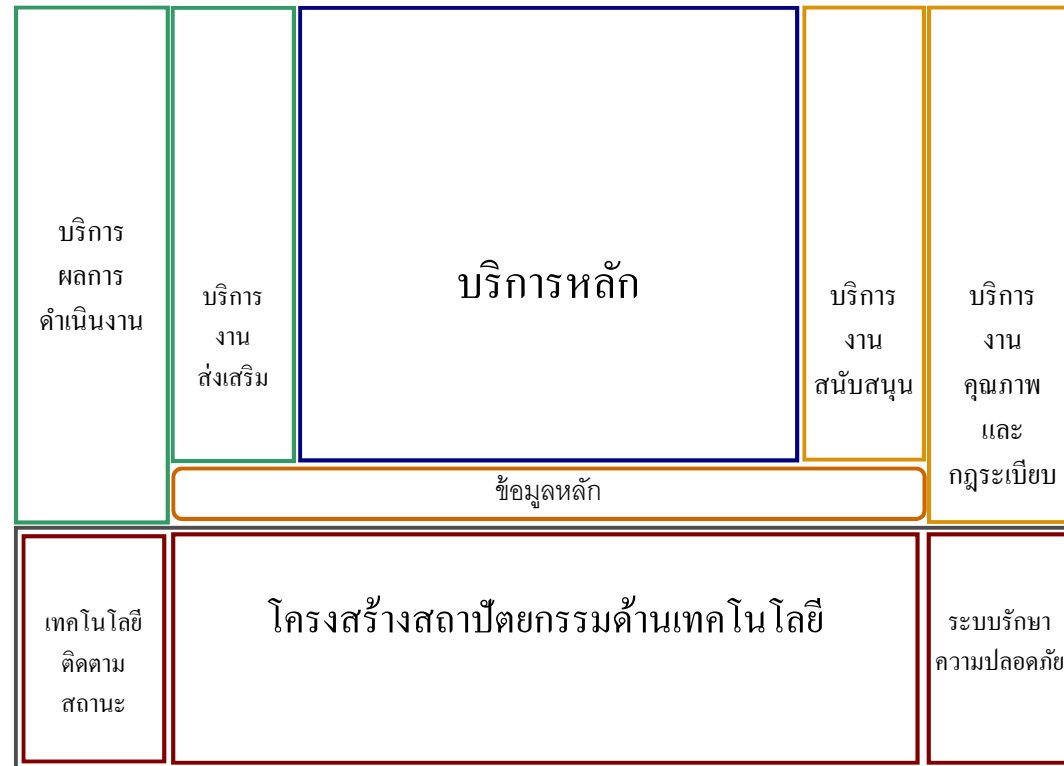 บริการ
ผลการ
ดำเนินงาน
บริการ
งาน
ส่งเสริม
บริการหลัก
บริการ
งาน
สนับสนุน
บริการ
งาน
คุณภาพ
และ
กฎระเบียบ
ข้อมูลหลัก
เทคโนโลยี
ติดตาม
สถานะ
โครงสร้างสถาปัตยกรรมด้านเทคโนโลยี
ระบบรักษา
ความปลอดภัย